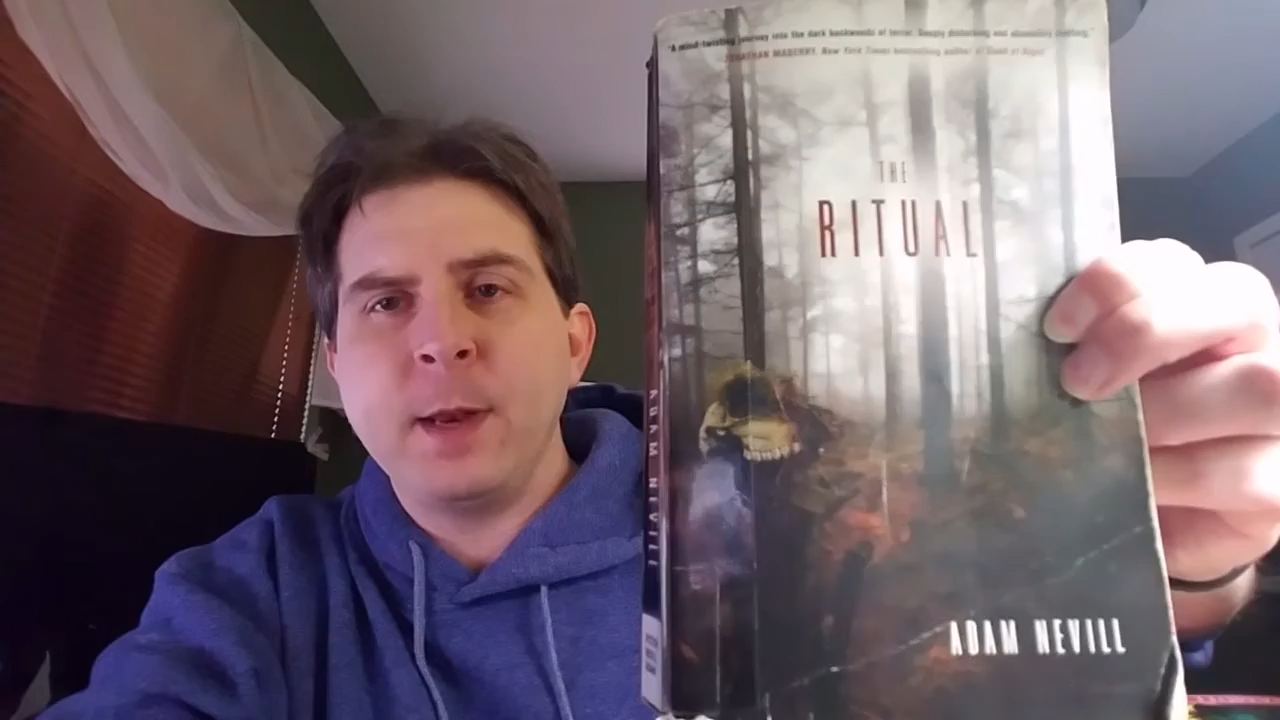 "A mind-twisting journey into the dark backwoods of terror. Deeply disturbing and absolutely riveting."
JONATHAN MABERRY, New York Times bestselling author of
THE
RITUAL
ADAM NEVILL
ADAM NEVILL